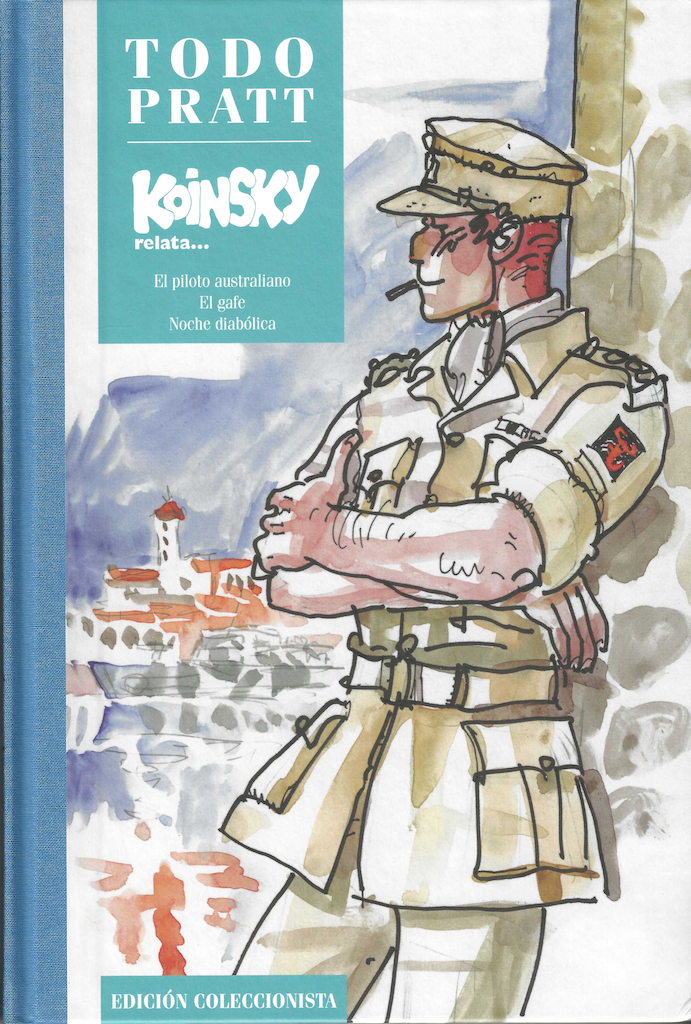 TODO
PRATT
KOINSKY
relata...
El piloto australiano
El gafe
Noche diabólica
EDICIÓN COLECCIONISTA